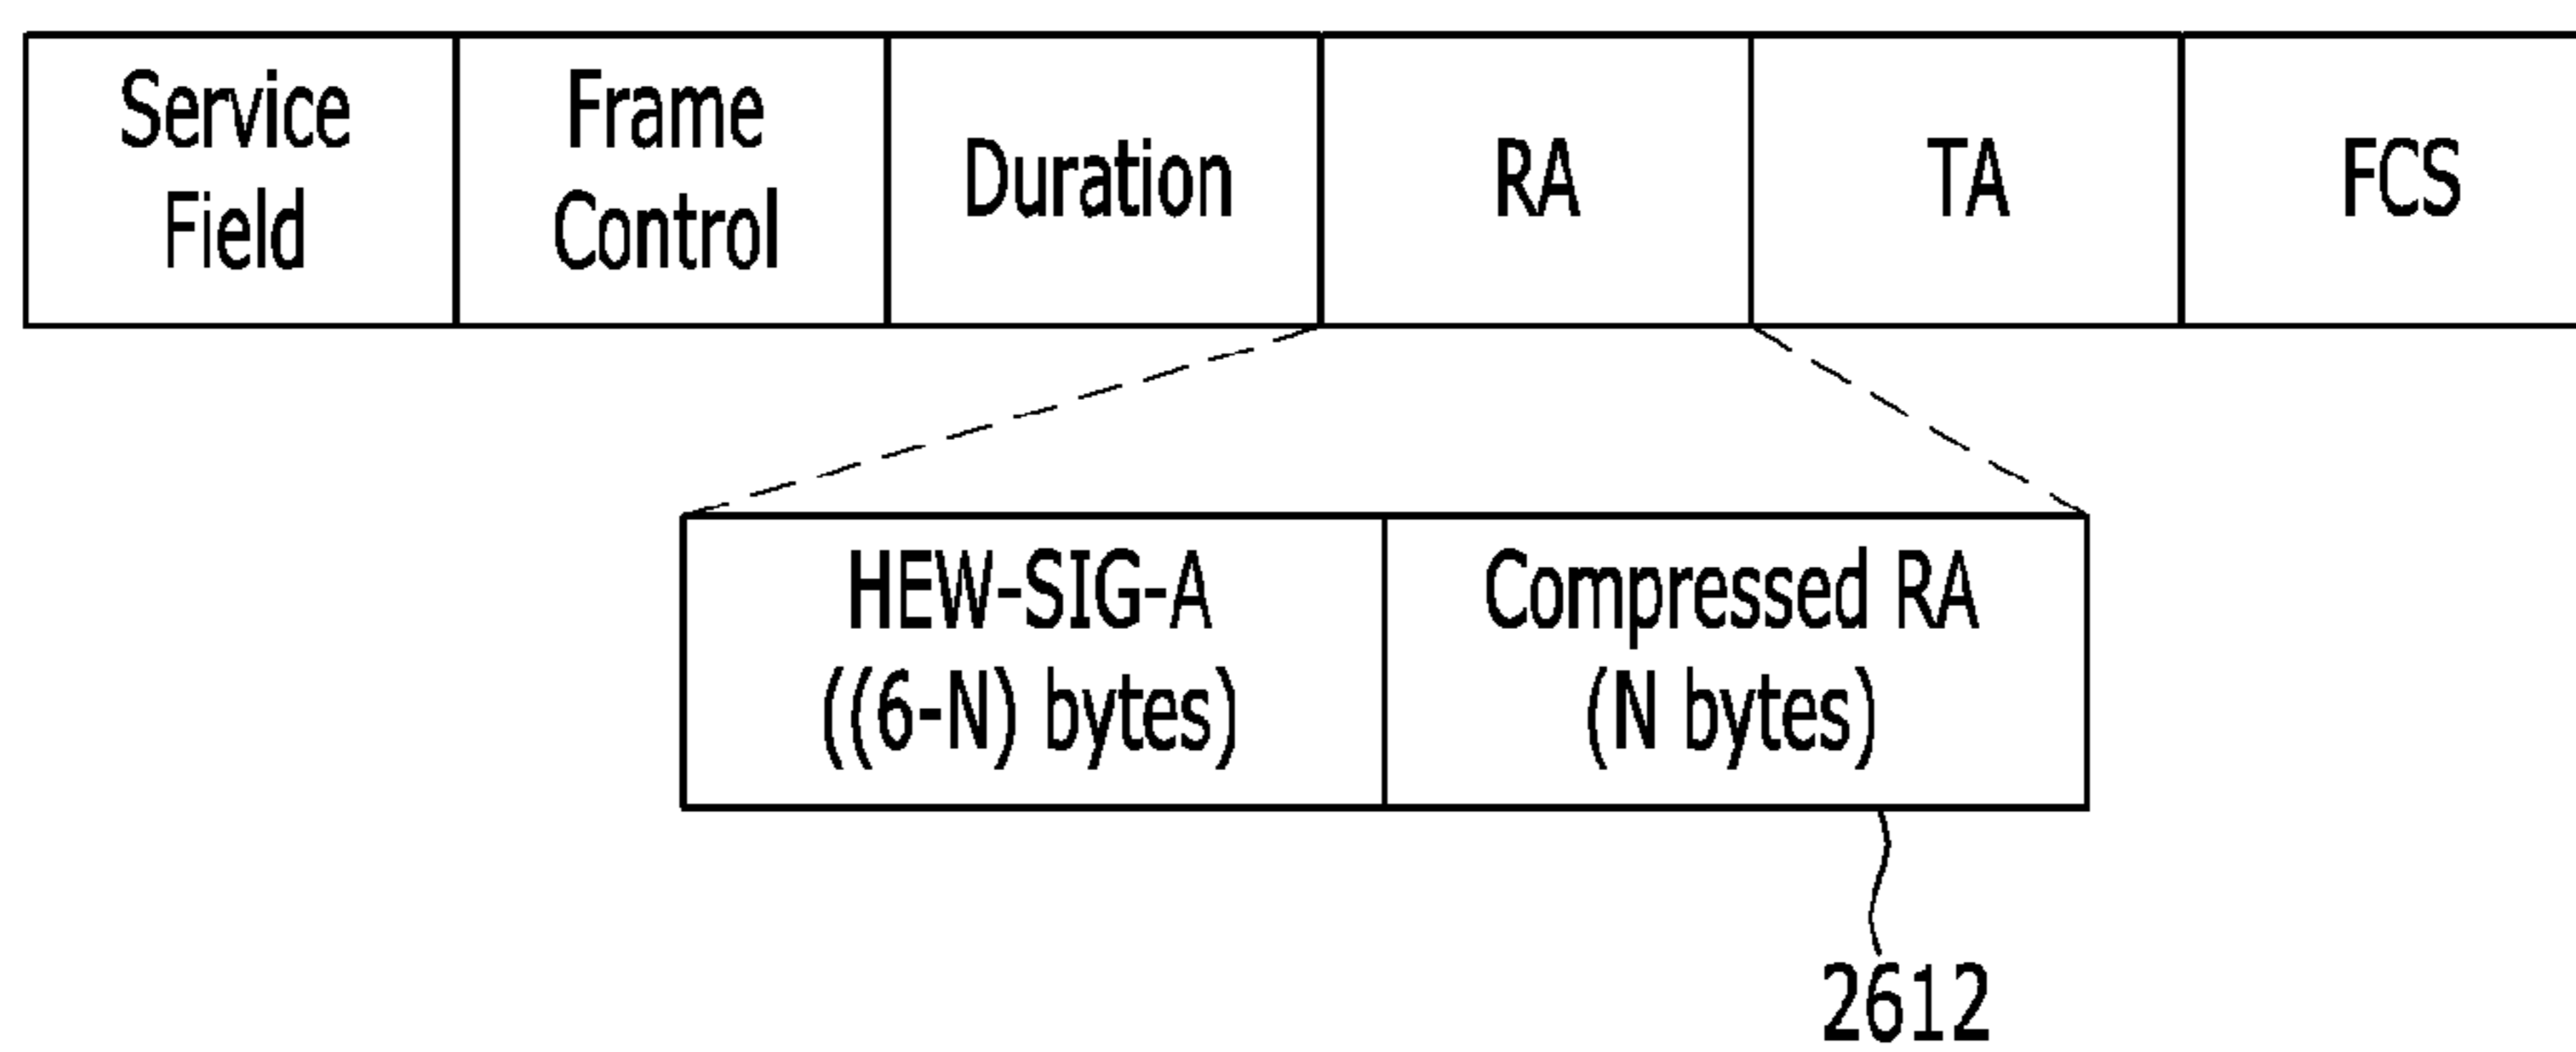 Service
Field
Frame
Control
Duration
RA
TA
FCS
HEW-SIG-A
((6-N) bytes)
Compressed RA
(N bytes)
2612